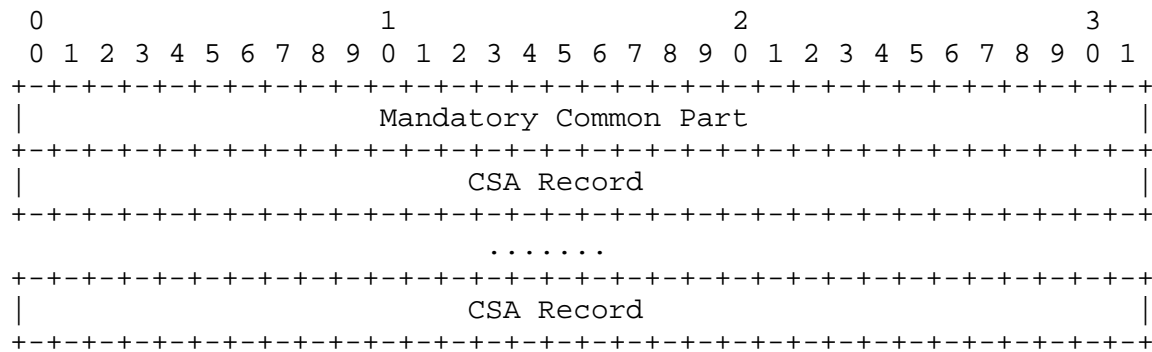 0                   1                   2                   3
 0 1 2 3 4 5 6 7 8 9 0 1 2 3 4 5 6 7 8 9 0 1 2 3 4 5 6 7 8 9 0 1
+-+-+-+-+-+-+-+-+-+-+-+-+-+-+-+-+-+-+-+-+-+-+-+-+-+-+-+-+-+-+-+-+
|                    Mandatory Common Part                      |
+-+-+-+-+-+-+-+-+-+-+-+-+-+-+-+-+-+-+-+-+-+-+-+-+-+-+-+-+-+-+-+-+
|                         CSA Record                            |
+-+-+-+-+-+-+-+-+-+-+-+-+-+-+-+-+-+-+-+-+-+-+-+-+-+-+-+-+-+-+-+-+
                           .......
+-+-+-+-+-+-+-+-+-+-+-+-+-+-+-+-+-+-+-+-+-+-+-+-+-+-+-+-+-+-+-+-+
|                         CSA Record                            |
+-+-+-+-+-+-+-+-+-+-+-+-+-+-+-+-+-+-+-+-+-+-+-+-+-+-+-+-+-+-+-+-+